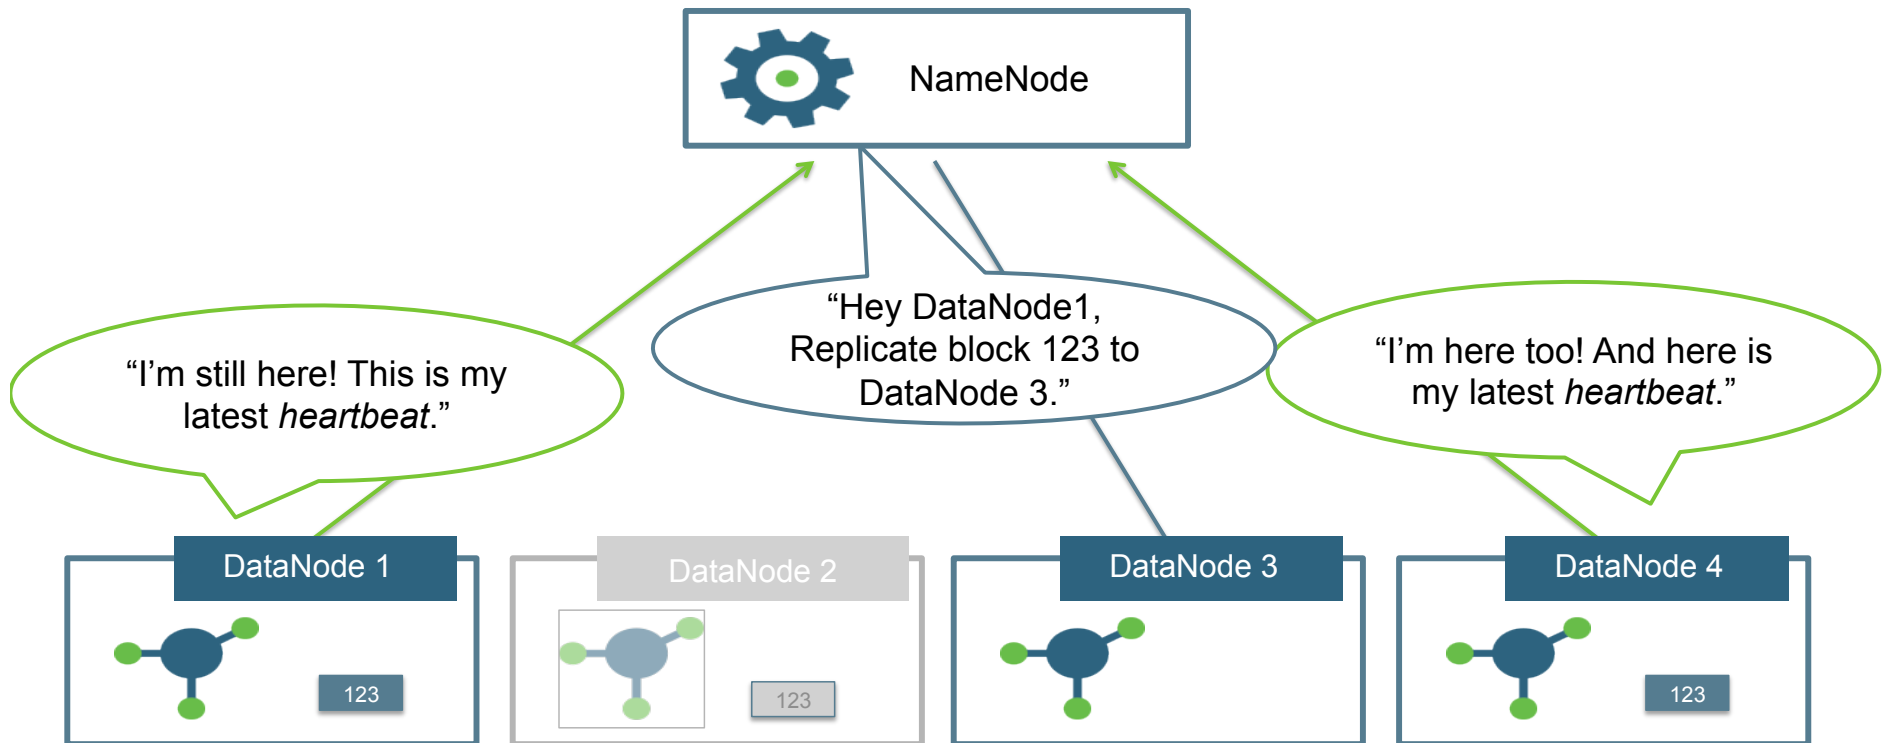 NameNode
“Hey DataNode1,
Replicate block 123 to
DataNode 3.”
“I’m still here! This is my
latest heartbeat.”
“I’m here too! And here is
my latest heartbeat.”
DataNode 1
DataNode 2
DataNode 3
DataNode 4
123
123
123